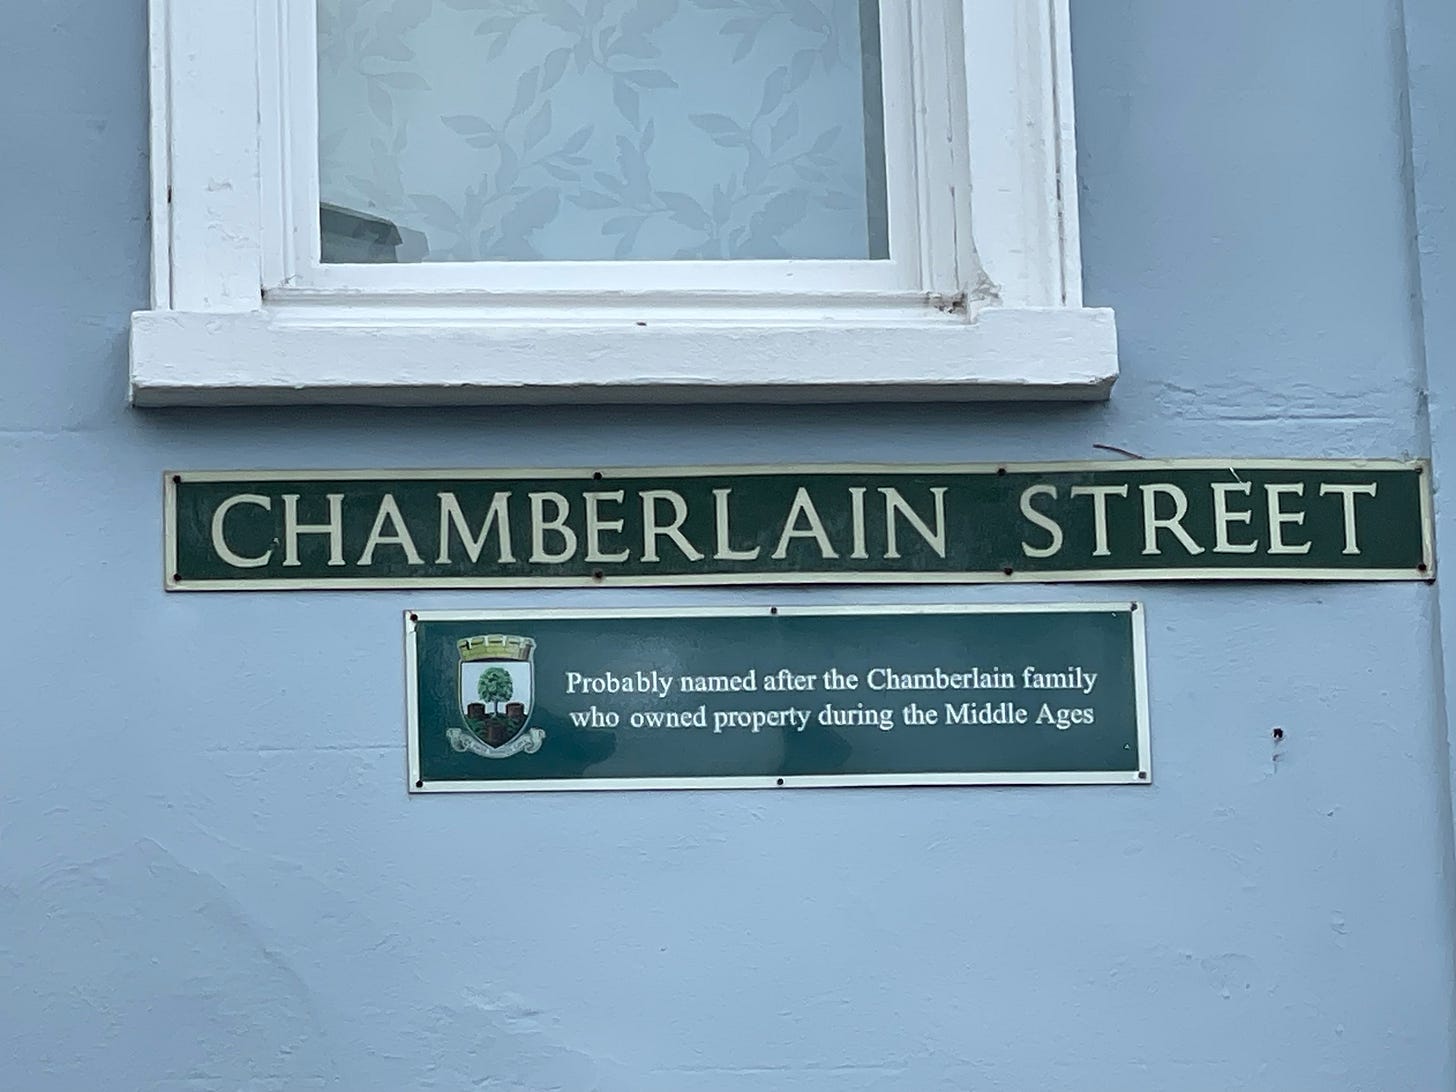 CHAMBERLAIN STREET
Probably named after the Chamberlain family
who owned property during the Middle Ages